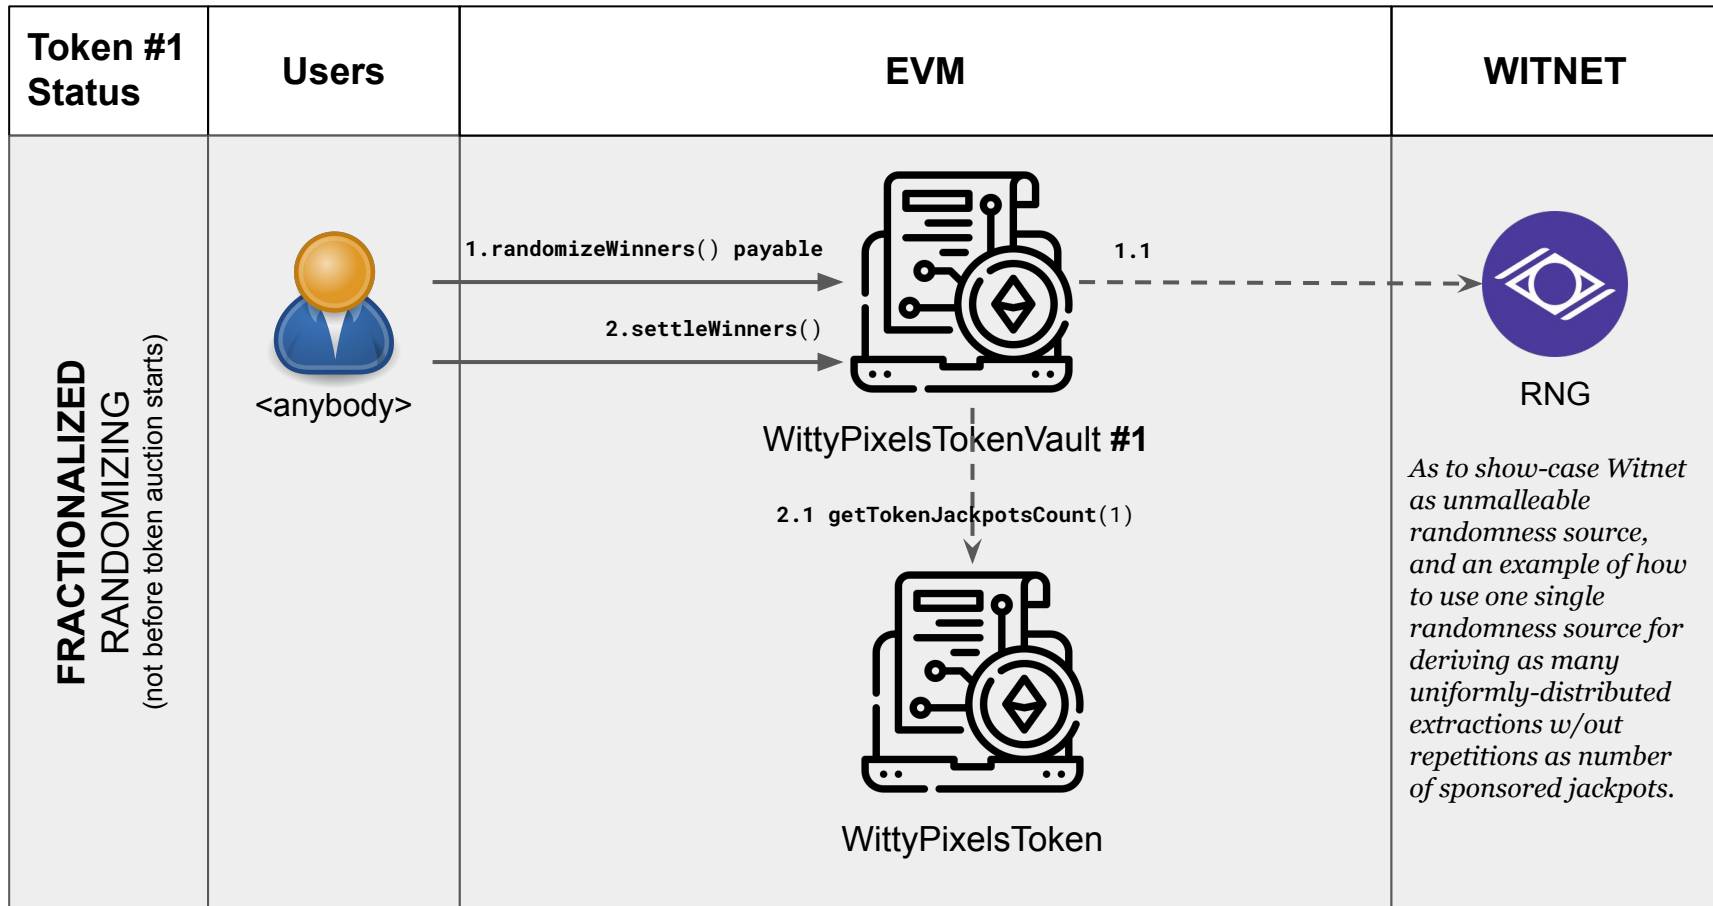 Token #1
Status
Users
EVM
WITNET
FRACTIONALIZED
RANDOMIZING
(not before token auction starts)
<anybody>
1.randomizeWinners() payable
2.settleWinners()
1.1
WittyPixelsTokenVault #1
2.1 getTokenJackpotsCount(1)
WittyPixelsToken
RNG
As to show-case Witnet
as unmalleable
randomness source,
and an example of how
to use one single
randomness source for
deriving as many
uniformly-distributed
extractions w/out
repetitions as number
of sponsored jackpots.